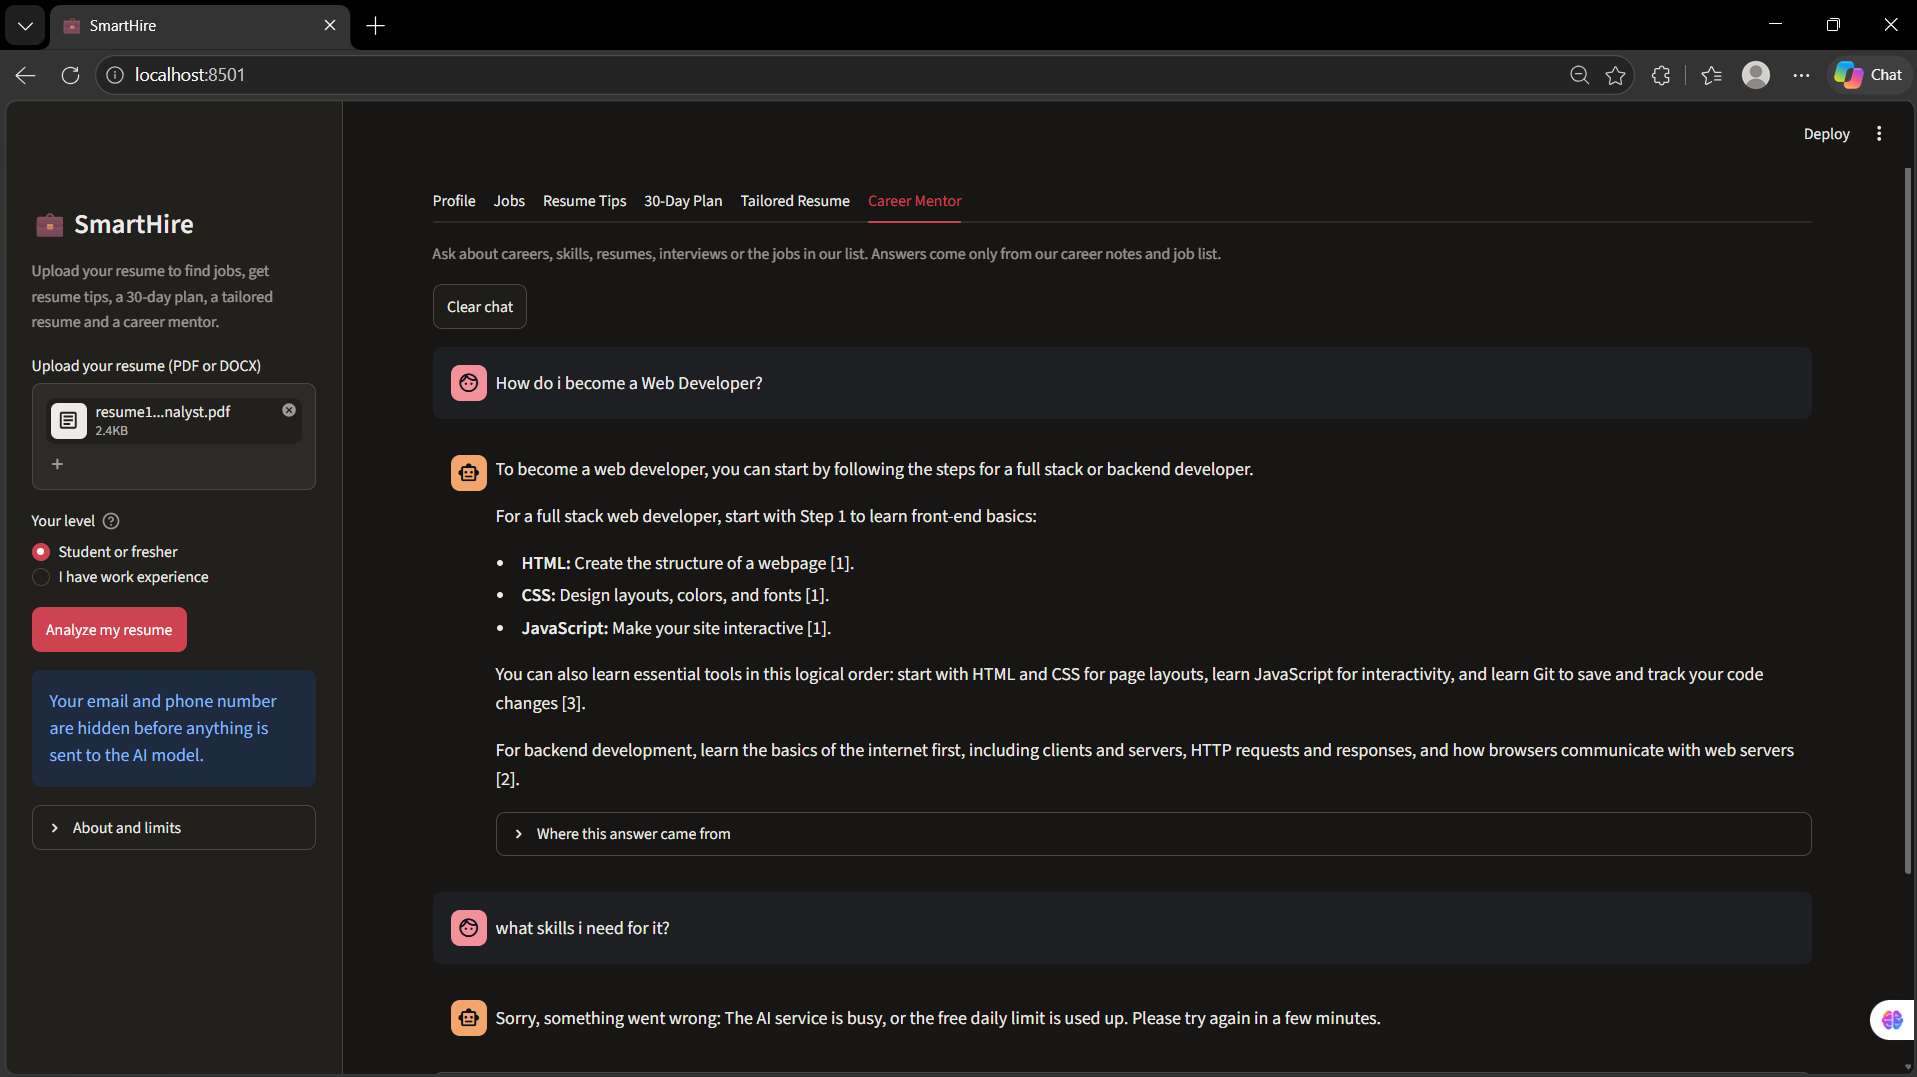 SmartHire
localhost:8501
Chat
Deploy
SmartHire
Upload your resume to find jobs, get
resume tips, a 30-day plan, a tailored
resume and a career mentor.
Upload your resume (PDF or DOCX)
resume1...nalyst.pdf
2.4KB
Your level
Student or fresher
I have work experience
Analyze my resume
Your email and phone number
are hidden before anything is
sent to the AI model.
About and limits
Profile Jobs Resume Tips 30-Day Plan Tailored Resume Career Mentor
Ask about careers, skills, resumes, interviews or the jobs in our list. Answers come only from our career notes and job list.
Clear chat
How do i become a Web Developer?
To become a web developer, you can start by following the steps for a full stack or backend developer.
For a full stack web developer, start with Step 1 to learn front-end basics:
• HTML: Create the structure of a webpage [1].
• CSS: Design layouts, colors, and fonts [1].
• JavaScript: Make your site interactive [1].
You can also learn essential tools in this logical order: start with HTML and CSS for page layouts, learn JavaScript for interactivity, and learn Git to save and track your code
changes [3].
For backend development, learn the basics of the internet first, including clients and servers, HTTP requests and responses, and how browsers communicate with web servers
[2].
Where this answer came from
what skills i need for it?
Sorry, something went wrong: The AI service is busy, or the free daily limit is used up. Please try again in a few minutes.